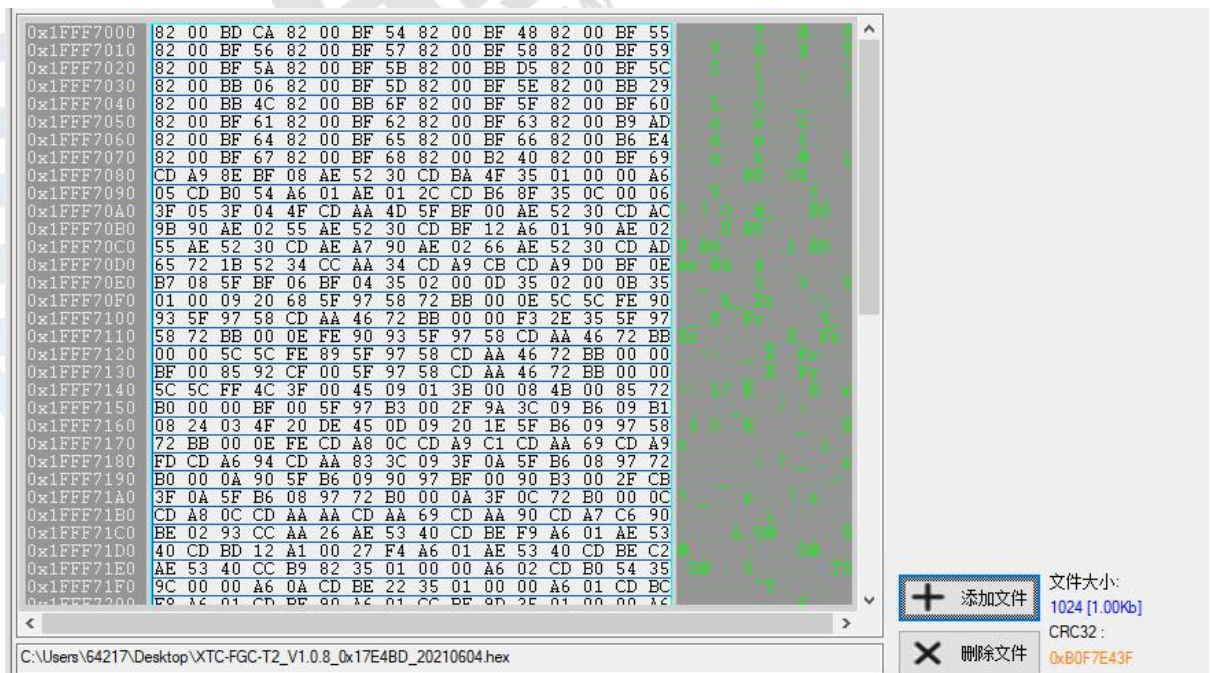 0x1FFF7000 82 00 BD CA 82 00 BF 54 82 00 BF 48 82 00 BF 55
0x1FFF7010 82 00 BF 56 82 00 BF 57 82 00 BF 58 82 00 BF 59
0x1FFF7020 82 00 BF 5A 82 00 BF 5B 82 00 BB D5 82 00 BF 5C
0x1FFF7030 82 00 BB 06 82 00 BF 5D 82 00 BF 5E 82 00 BB 29
0x1FFF7040 82 00 BB 4C 82 00 BB 6F 82 00 BF 5F 82 00 BF 60
0x1FFF7050 82 00 BF 61 82 00 BF 62 82 00 BF 63 82 00 B9 AD
0x1FFF7060 82 00 BF 64 82 00 BF 65 82 00 BF 66 82 00 B6 E4
0x1FFF7070 82 00 BF 67 82 00 BF 68 82 00 B2 40 82 00 BF 69
0x1FFF7080 CD A9 8E BF 08 AE 52 30 CD BA 4F 35 01 00 00 A6
0x1FFF7090 05 CD B0 54 A6 01 AE 01 2C CD B6 8F 35 0C 00 06
0x1FFF70A0 3F 05 3F 04 4F CD AA 4D 5F BF 00 AE 52 30 CD AC
0x1FFF70B0 9B 90 AE 02 55 AE 52 30 CD BF 12 A6 01 90 AE 02
0x1FFF70C0 55 AE 52 30 CD AE A7 90 AE 02 66 AE 52 30 CD AD
0x1FFF70D0 65 72 1B 52 34 CC AA 34 CD A9 CB CD A9 D0 BF 0E
0x1FFF70E0 B7 08 5F BF 06 BF 04 35 02 00 0D 35 02 00 0B 35
0x1FFF70F0 01 00 09 20 68 5F 97 58 72 BB 00 0E 5C 5C FE 90
0x1FFF7100 93 5F 97 58 CD AA 46 72 BB 00 00 F3 2E 35 5F 97
0x1FFF7110 58 72 BB 00 0E FE 90 93 5F 97 58 CD AA 46 72 BB
0x1FFF7120 00 00 5C 5C FE 89 5F 97 58 CD AA 46 72 BB 00 00
0x1FFF7130 BF 00 85 92 CF 00 5F 97 58 CD AA 46 72 BB 00 00
0x1FFF7140 5C 5C FF 4C 3F 00 45 09 01 3B 00 08 4B 00 85 72
0x1FFF7150 B0 00 00 BF 00 5F 97 B3 00 2F 9A 3C 09 B6 09 B1
0x1FFF7160 08 24 03 4F 20 DE 45 0D 09 20 1E 5F B6 09 97 58
0x1FFF7170 72 BB 00 0E FE CD A8 0C CD A9 C1 CD AA 69 CD A9
0x1FFF7180 FD CD A6 94 CD AA 83 3C 09 3F 0A 5F B6 08 97 72
0x1FFF7190 B0 00 0A 90 5F B6 09 90 97 BF 00 90 B3 00 2F CB
0x1FFF71A0 3F 0A 5F B6 08 97 72 B0 00 0A 3F 0C 72 B0 00 0C
0x1FFF71B0 CD A8 0C CD AA AA CD AA 69 CD AA 90 CD A7 C6 90
0x1FFF71C0 BE 02 93 CC AA 26 AE 53 40 CD BE F9 A6 01 AE 53
0x1FFF71D0 40 CD BD 12 A1 00 27 F4 A6 01 AE 53 40 CD BE C2
0x1FFF71E0 AE 53 40 CC B9 82 35 01 00 00 A6 02 CD B0 54 35
0x1FFF71F0 9C 00 00 A6 0A CD BE 22 35 01 00 00 A6 01 CD BC
C:\Users\64217\Desktop\XTC-FGC-T2_V1.0.8_0x17E4BD_20210604.hex
添加文件
文件大小:
1024 [1.00Kb]
CRC32 :
删除文件
0xB0F7E43F